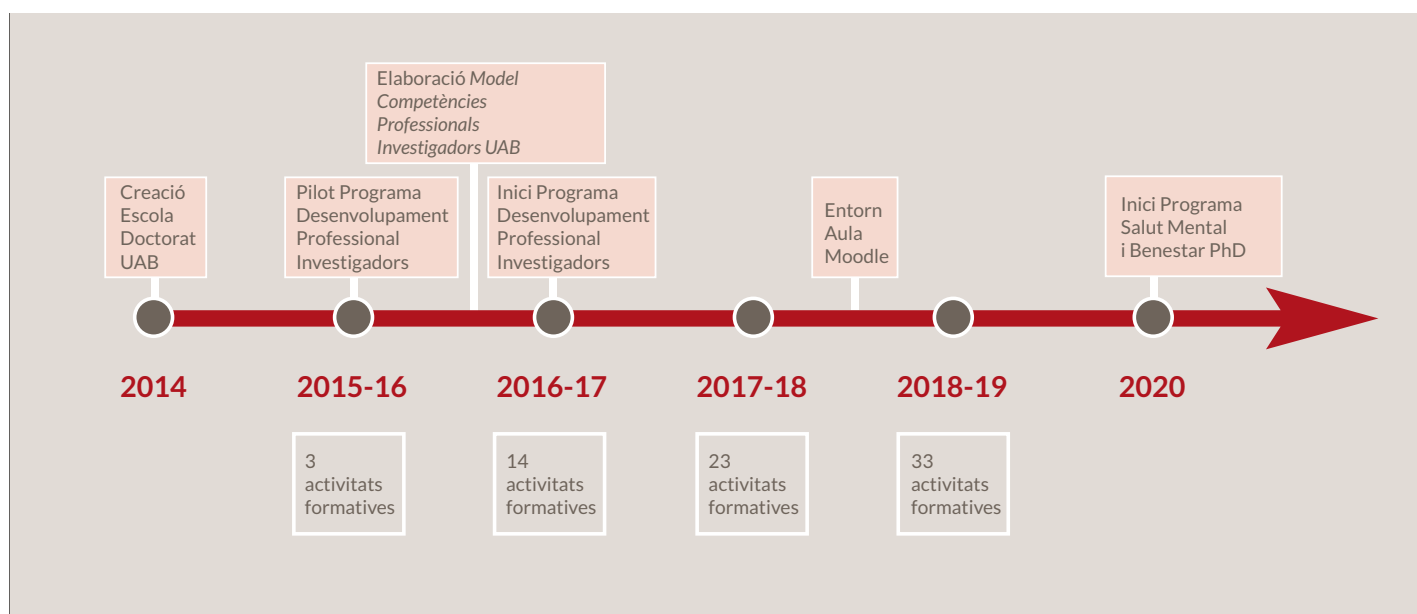 Elaboració Model
Competències
Professionals
Investigadors UAB
Creació
Escola
Doctorat
UAB
Pilot Programa
Desenvolupament
Professional
Investigadors
Inici Programa
Desenvolupament
Professional
Investigadors
Entorn
Aula
Moodle
Inici Programa
Salut Mental
i Benestar PhD
2014
2015-16
2016-17
2017-18
2018-19
2020
3
activitats
formatives
14
activitats
formatives
23
activitats
formatives
33
activitats
formatives